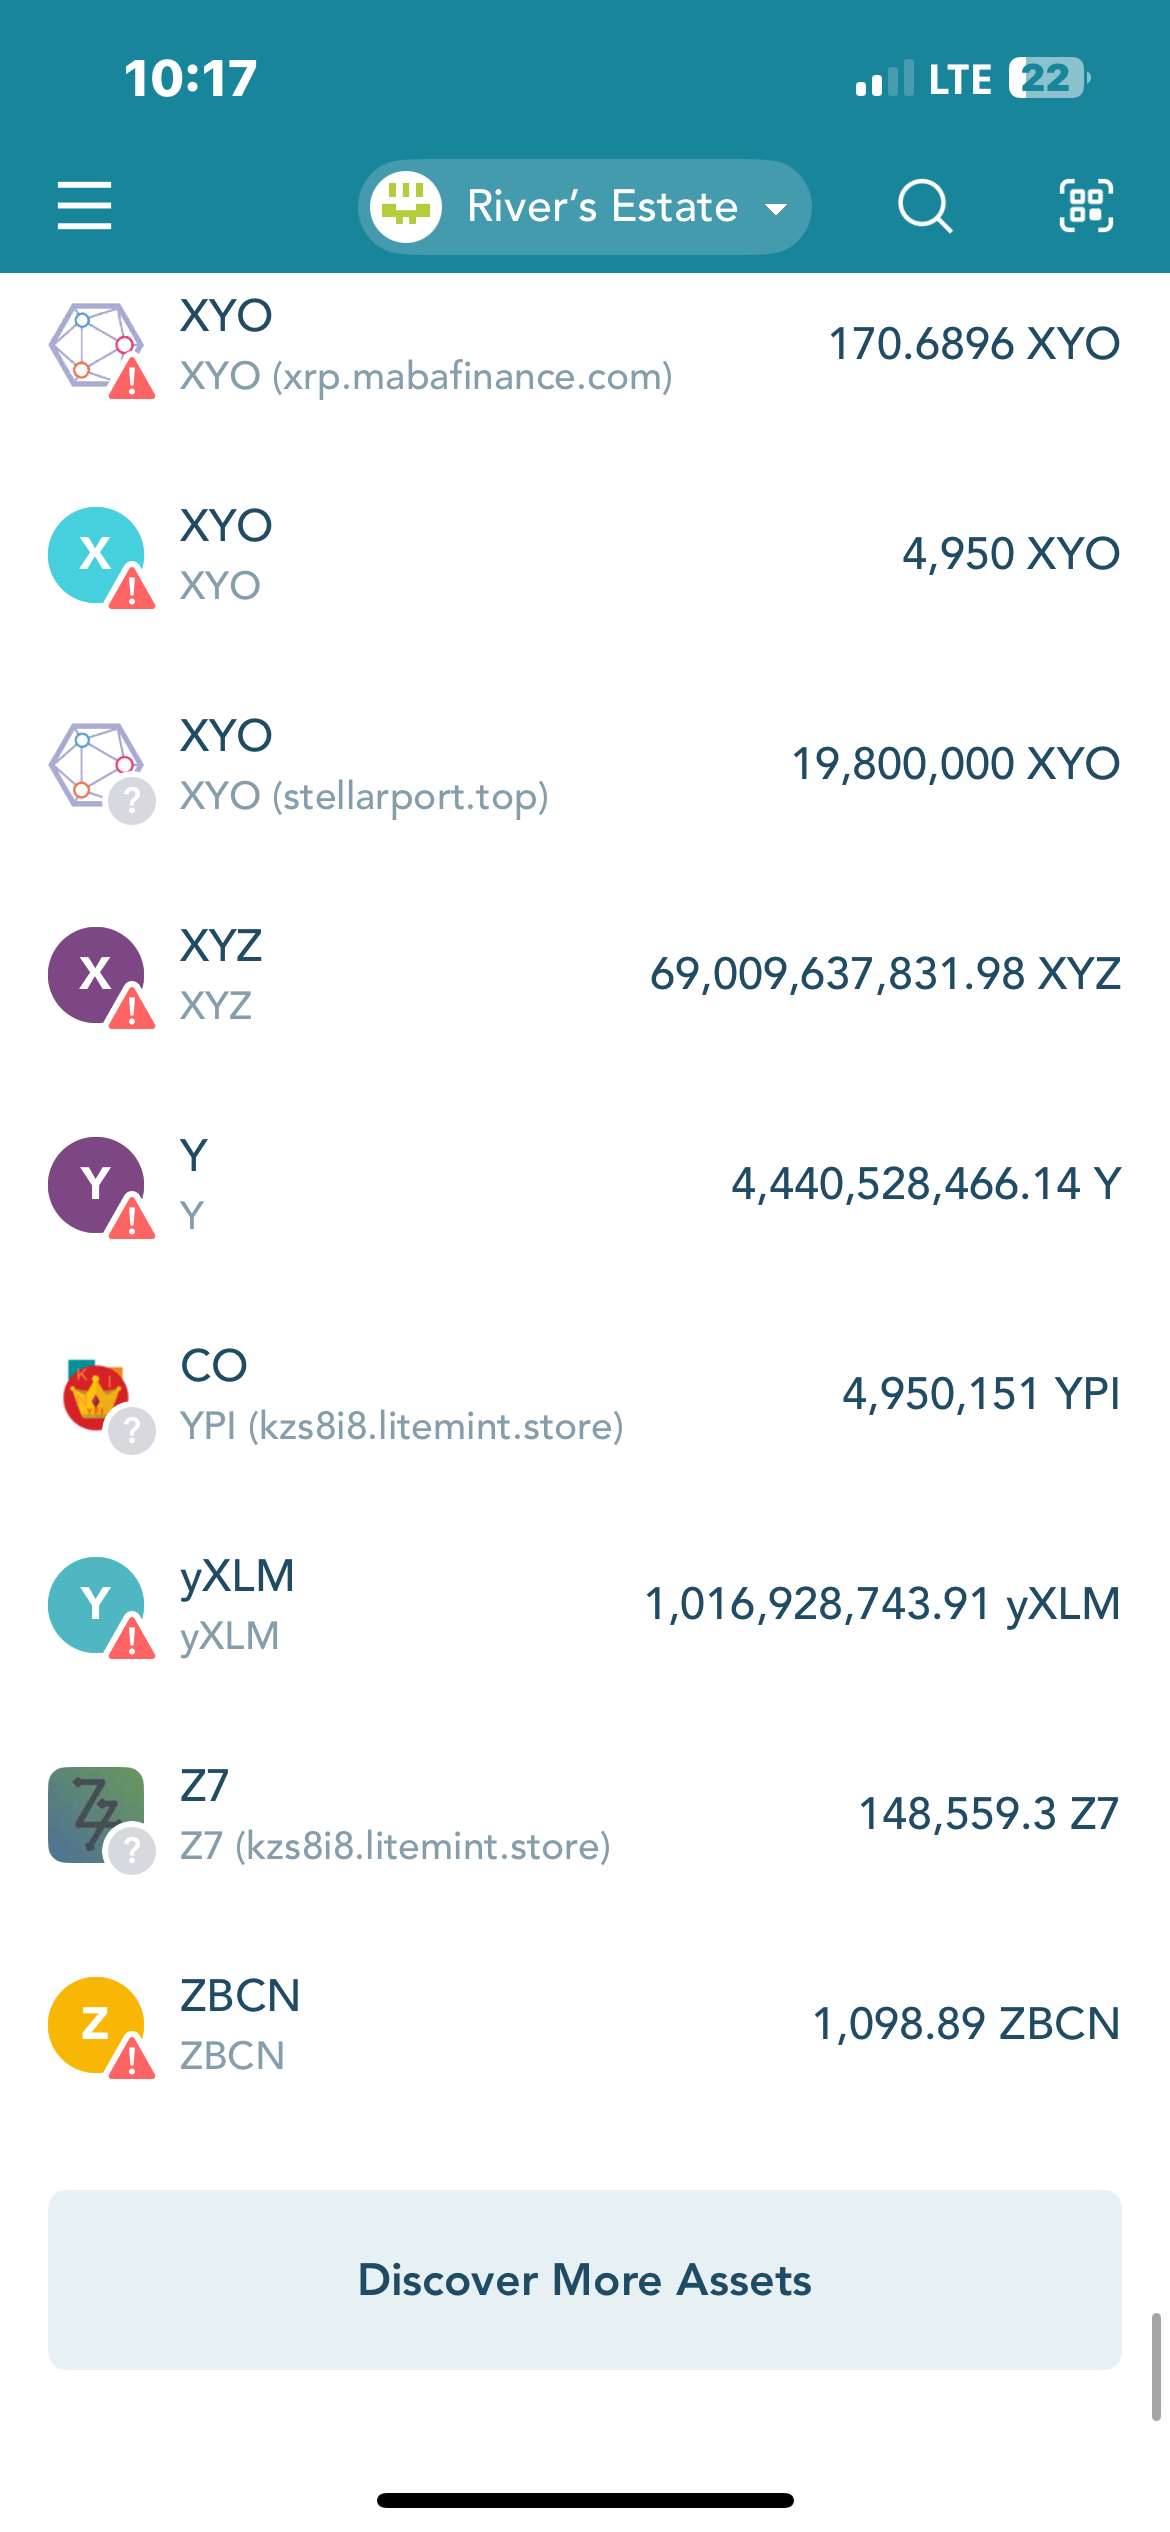 10:17
LTE 22
River’s Estate
XYO
XYO (xrp.mabafinance.com)
170.6896 XYO
X
XYO
XYO
4,950 XYO
XYO
XYO (stellarport.top)
19,800,000 XYO
?
X
XYZ
XYZ
69,009,637,831.98 XYZ
Y
Y
Y
4,440,528,466.14 Y
K I
CO
YPI (kzs8i8.litemint.store)
4,950,151 YPI
?
Y
yXLM
yXLM
1,016,928,743.91 yXLM
Z7
Z7 (kzs8i8.litemint.store)
148,559.3 Z7
?
Z
ZBCN
ZBCN
1,098.89 ZBCN
Discover More Assets